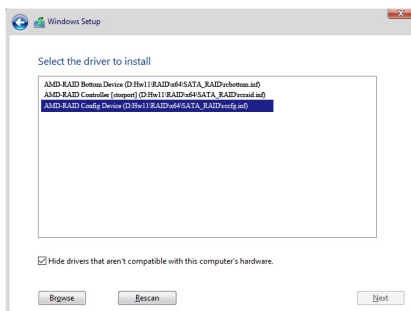 Windows Setup
Select the driver to install
AMD-RAID Bottom Device (D:Hw11\RAID\x64\SATA_RAID\rcbottom.inf)
AMD-RAID Controller [storport] (D:Hw11\RAID\x64\SATA_RAID\rcraid.inf)
AMD-RAID Config Device (D:Hw11\RAID\x64\SATA_RAID\rccfg.inf)
Hide drivers that aren't compatible with this computer's hardware.
Browse Rescan Next